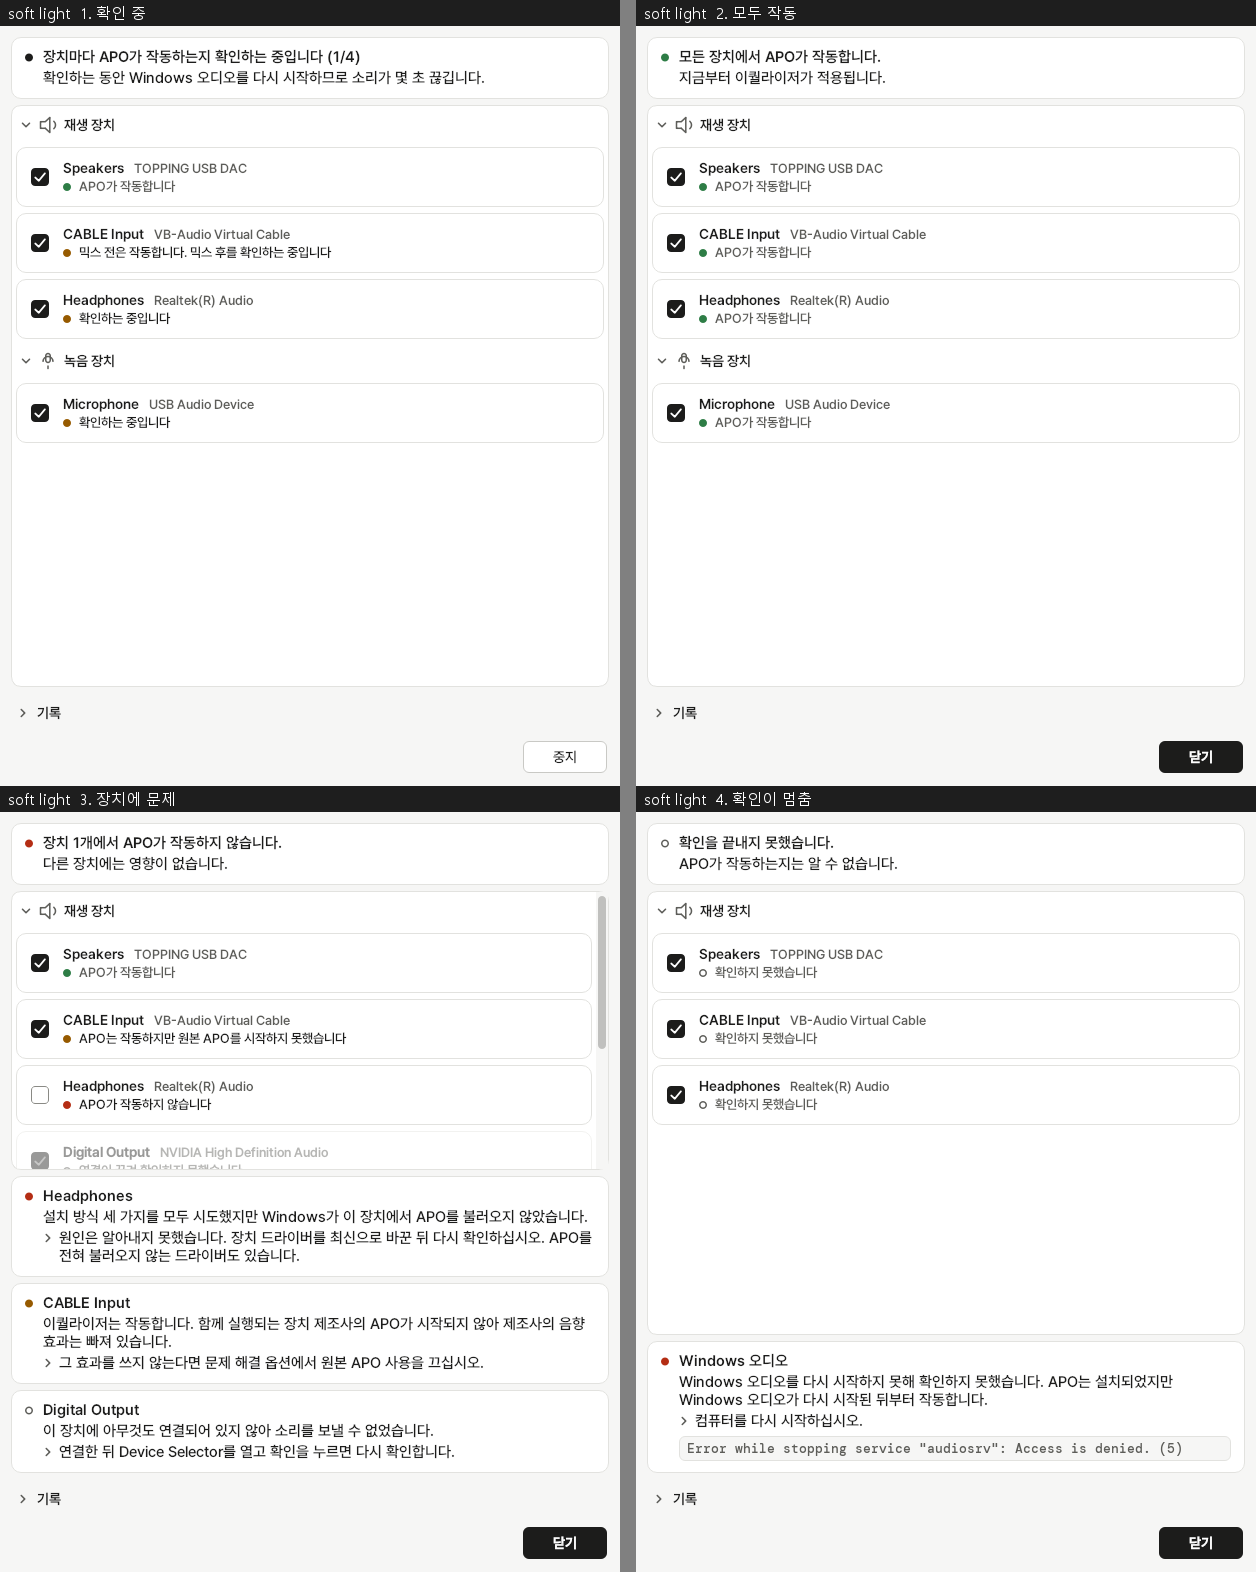 soft light 1. 확인 중
장치마다 APO가 작동하는지 확인하는 중입니다 (1/4)
확인하는 동안 Windows 오디오를 다시 시작하므로 소리가 몇 초 끊깁니다.
재생 장치
Speakers TOPPING USB DAC
APO가 작동합니다
CABLE Input VB-Audio Virtual Cable
믹스 전은 작동합니다. 믹스 후를 확인하는 중입니다
Headphones Realtek(R) Audio
확인하는 중입니다
녹음 장치
Microphone USB Audio Device
확인하는 중입니다
기록
중지
soft light 2. 모두 작동
모든 장치에서 APO가 작동합니다.
지금부터 이퀄라이저가 적용됩니다.
재생 장치
Speakers TOPPING USB DAC
APO가 작동합니다
CABLE Input VB-Audio Virtual Cable
APO가 작동합니다
Headphones Realtek(R) Audio
APO가 작동합니다
녹음 장치
Microphone USB Audio Device
APO가 작동합니다
기록
닫기
soft light 3. 장치에 문제
장치 1개에서 APO가 작동하지 않습니다.
다른 장치에는 영향이 없습니다.
재생 장치
Speakers TOPPING USB DAC
APO가 작동합니다
CABLE Input VB-Audio Virtual Cable
APO는 작동하지만 원본 APO를 시작하지 못했습니다
Headphones Realtek(R) Audio
APO가 작동하지 않습니다
Digital Output NVIDIA High Definition Audio
Headphones
설치 방식 세 가지를 모두 시도했지만 Windows가 이 장치에서 APO를 불러오지 않았습니다.
원인은 알아내지 못했습니다. 장치 드라이버를 최신으로 바꾼 뒤 다시 확인하십시오. APO를
전혀 불러오지 않는 드라이버도 있습니다.
CABLE Input
이퀄라이저는 작동합니다. 함께 실행되는 장치 제조사의 APO가 시작되지 않아 제조사의 음향
효과는 빠져 있습니다.
그 효과를 쓰지 않는다면 문제 해결 옵션에서 원본 APO 사용을 끄십시오.
Digital Output
이 장치에 아무것도 연결되어 있지 않아 소리를 보낼 수 없었습니다.
연결한 뒤 Device Selector를 열고 확인을 누르면 다시 확인합니다.
기록
닫기
soft light 4. 확인이 멈춤
확인을 끝내지 못했습니다.
APO가 작동하는지는 알 수 없습니다.
재생 장치
Speakers TOPPING USB DAC
확인하지 못했습니다
CABLE Input VB-Audio Virtual Cable
확인하지 못했습니다
Headphones Realtek(R) Audio
확인하지 못했습니다
Windows 오디오
Windows 오디오를 다시 시작하지 못해 확인하지 못했습니다. APO는 설치되었지만
Windows 오디오가 다시 시작된 뒤부터 작동합니다.
컴퓨터를 다시 시작하십시오.
Error while stopping service "audiosrv": Access is denied. (5)
기록
닫기